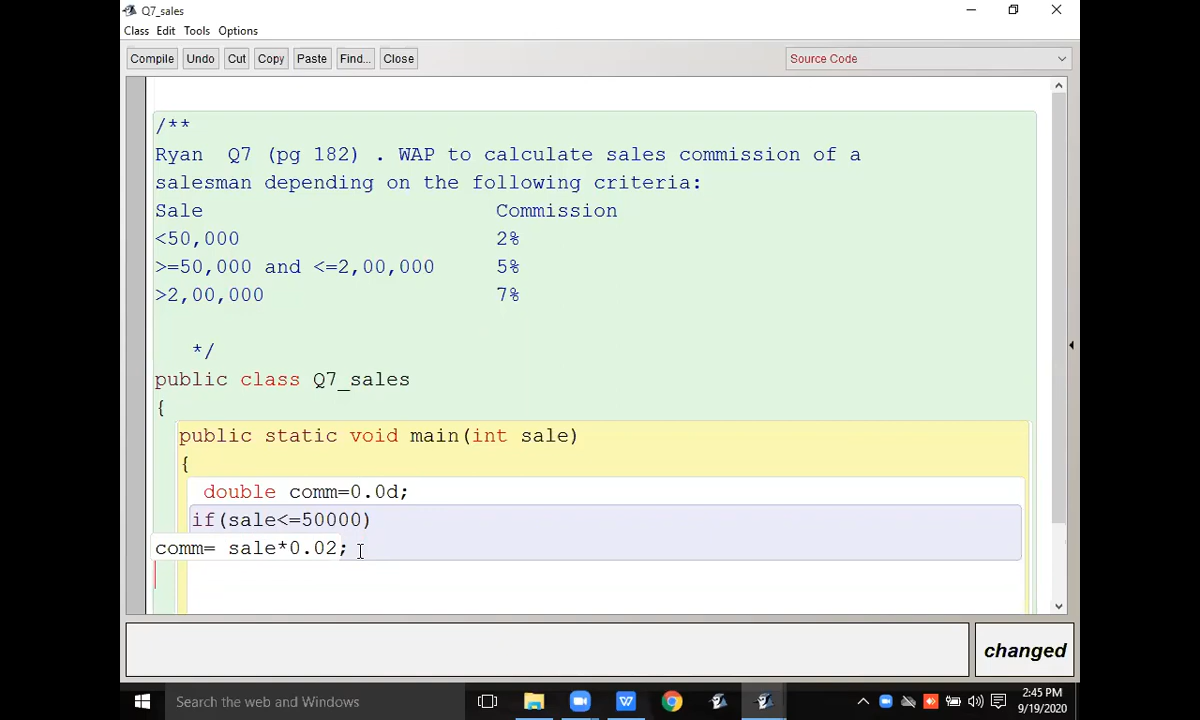 Q7_sales
Class Edit Tools Options
Compile Undo Cut Copy Paste Find... Close Source Code
/**
Ryan Q7 (pg 182) . WAP to calculate sales commission of a
salesman depending on the following criteria:
Sale Commission
<50,000 2%
>=50,000 and <=2,00,000 5%
>2,00,000 7%
*/
public class Q7_sales
{
public static void main(int sale)
{
double comm=0.0d;
if(sale<=50000)
comm= sale*0.02;
changed
Search the web and Windows
2:45 PM
9/19/2020